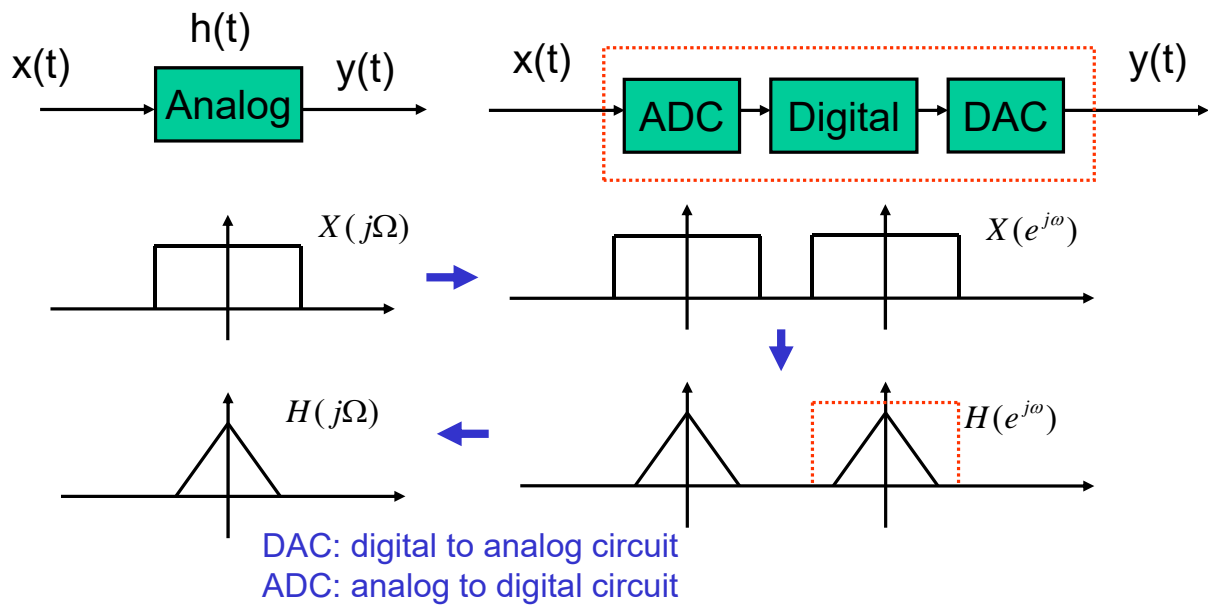 h(t)
x(t)
Analog
y(t)
x(t)
ADC
Digital
DAC
y(t)
X(jΩ)
X(e^{jω})
H(jΩ)
H(e^{jω})
DAC: digital to analog circuit
ADC: analog to digital circuit